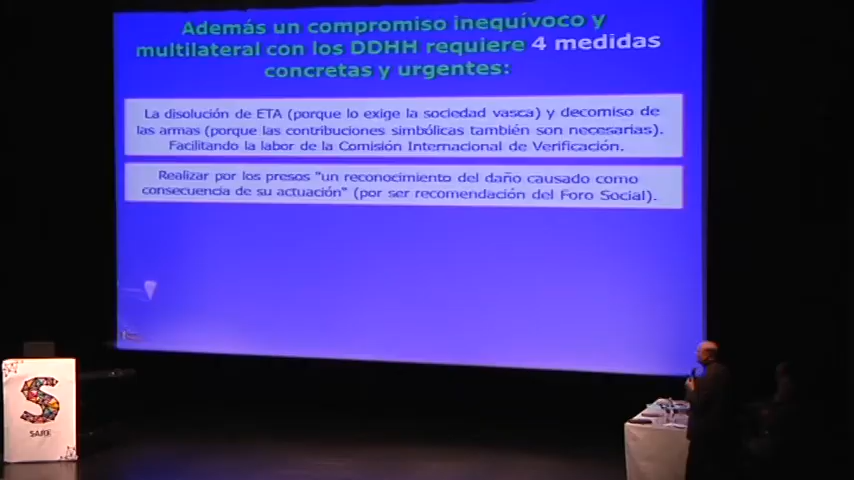 Además un compromiso inequívoco y
multilateral con los DDHH requiere 4 medidas
concretas y urgentes:
La disolución de ETA (porque lo exige la sociedad vasca) y decomiso de
las armas (porque las contribuciones simbólicas también son necesarias).
Facilitando la labor de la Comisión Internacional de Verificación.
Realizar por los presos "un reconocimiento del daño causado como
consecuencia de su actuación" (por ser recomendación del Foro Social).
S
SARE